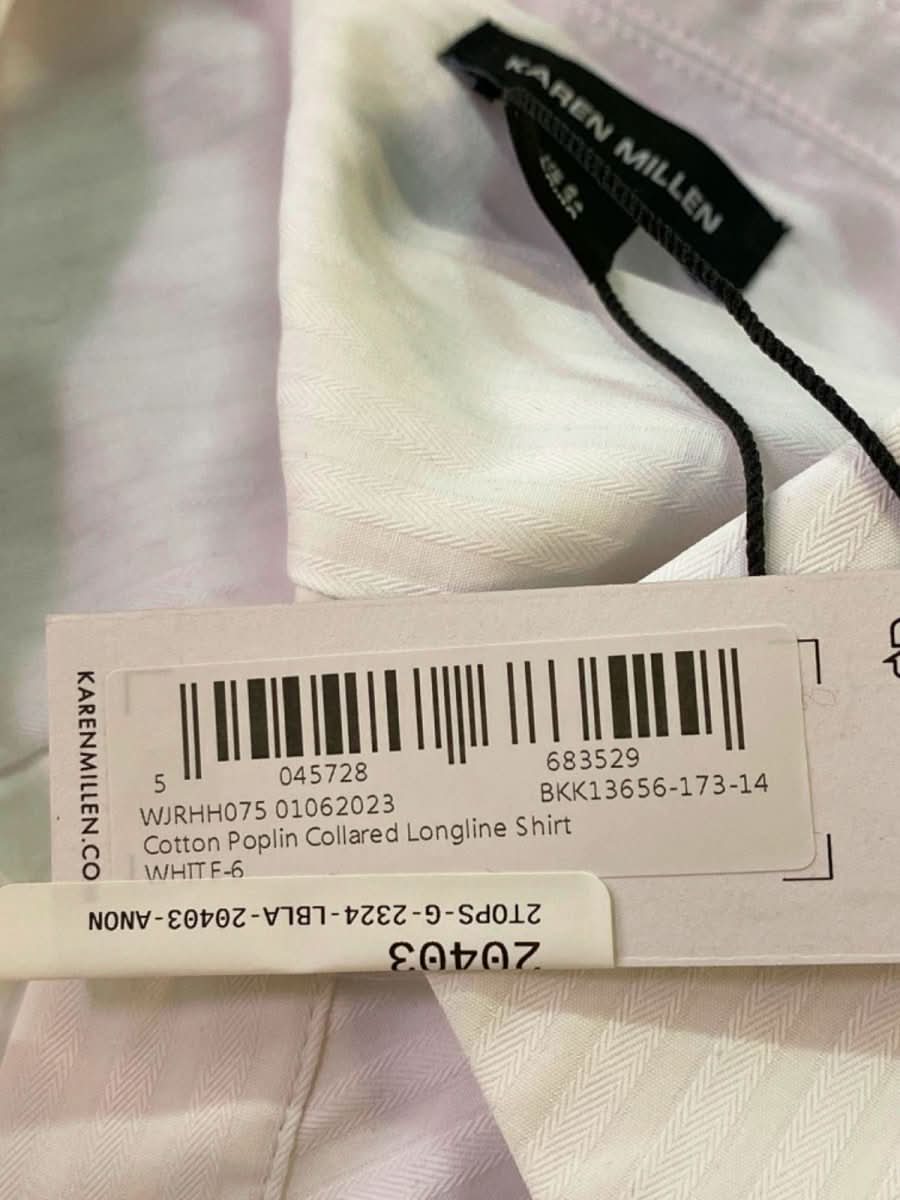 KAREN MILLEN
KARENMILLEN.CO
5 045728 683529
WJRHH075 01062023 BKK13656-173-14
Cotton Poplin Collared Longline Shirt
WHITE-6
2TOPS-G-2324-LBLA-20403-ANON
20403